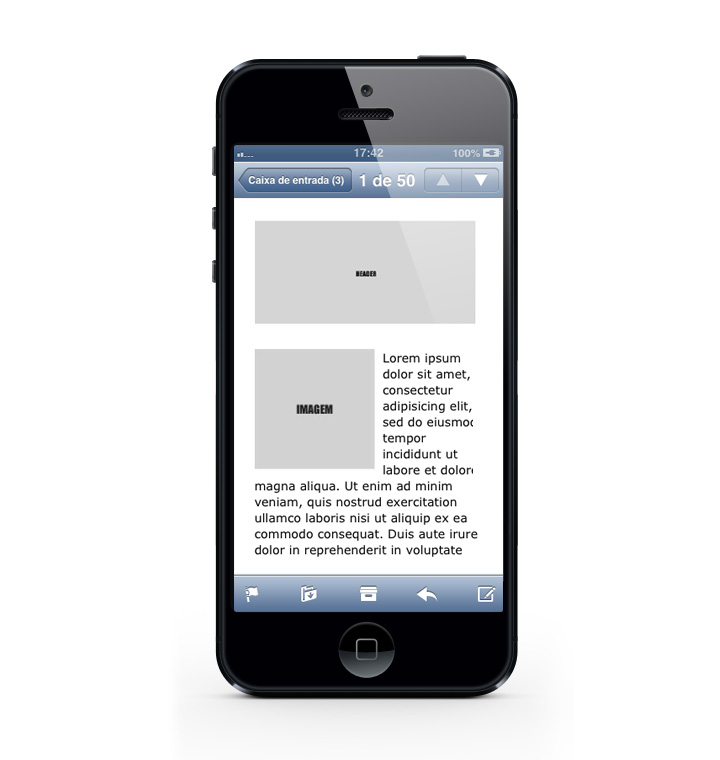 17:42
100%
Caixa de entrada (3)
1 de 50
HEADER
IMAGEM
Lorem ipsum
dolor sit amet,
consectetur
adipisicing elit,
sed do eiusmod
tempor
incididunt ut
labore et dolore
magna aliqua. Ut enim ad minim
veniam, quis nostrud exercitation
ullamco laboris nisi ut aliquip ex ea
commodo consequat. Duis aute irure
dolor in reprehenderit in voluptate